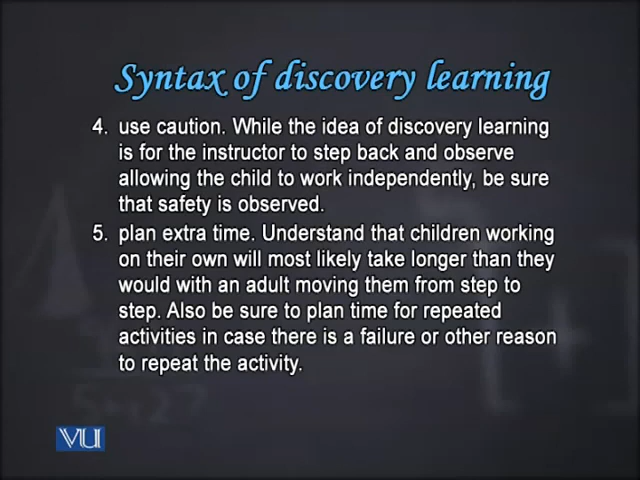 Syntax of discovery learning
4. use caution. While the idea of discovery learning
is for the instructor to step back and observe
allowing the child to work independently, be sure
that safety is observed.
5. plan extra time. Understand that children working
on their own will most likely take longer than they
would with an adult moving them from step to
step. Also be sure to plan time for repeated
activities in case there is a failure or other reason
to repeat the activity.
VU